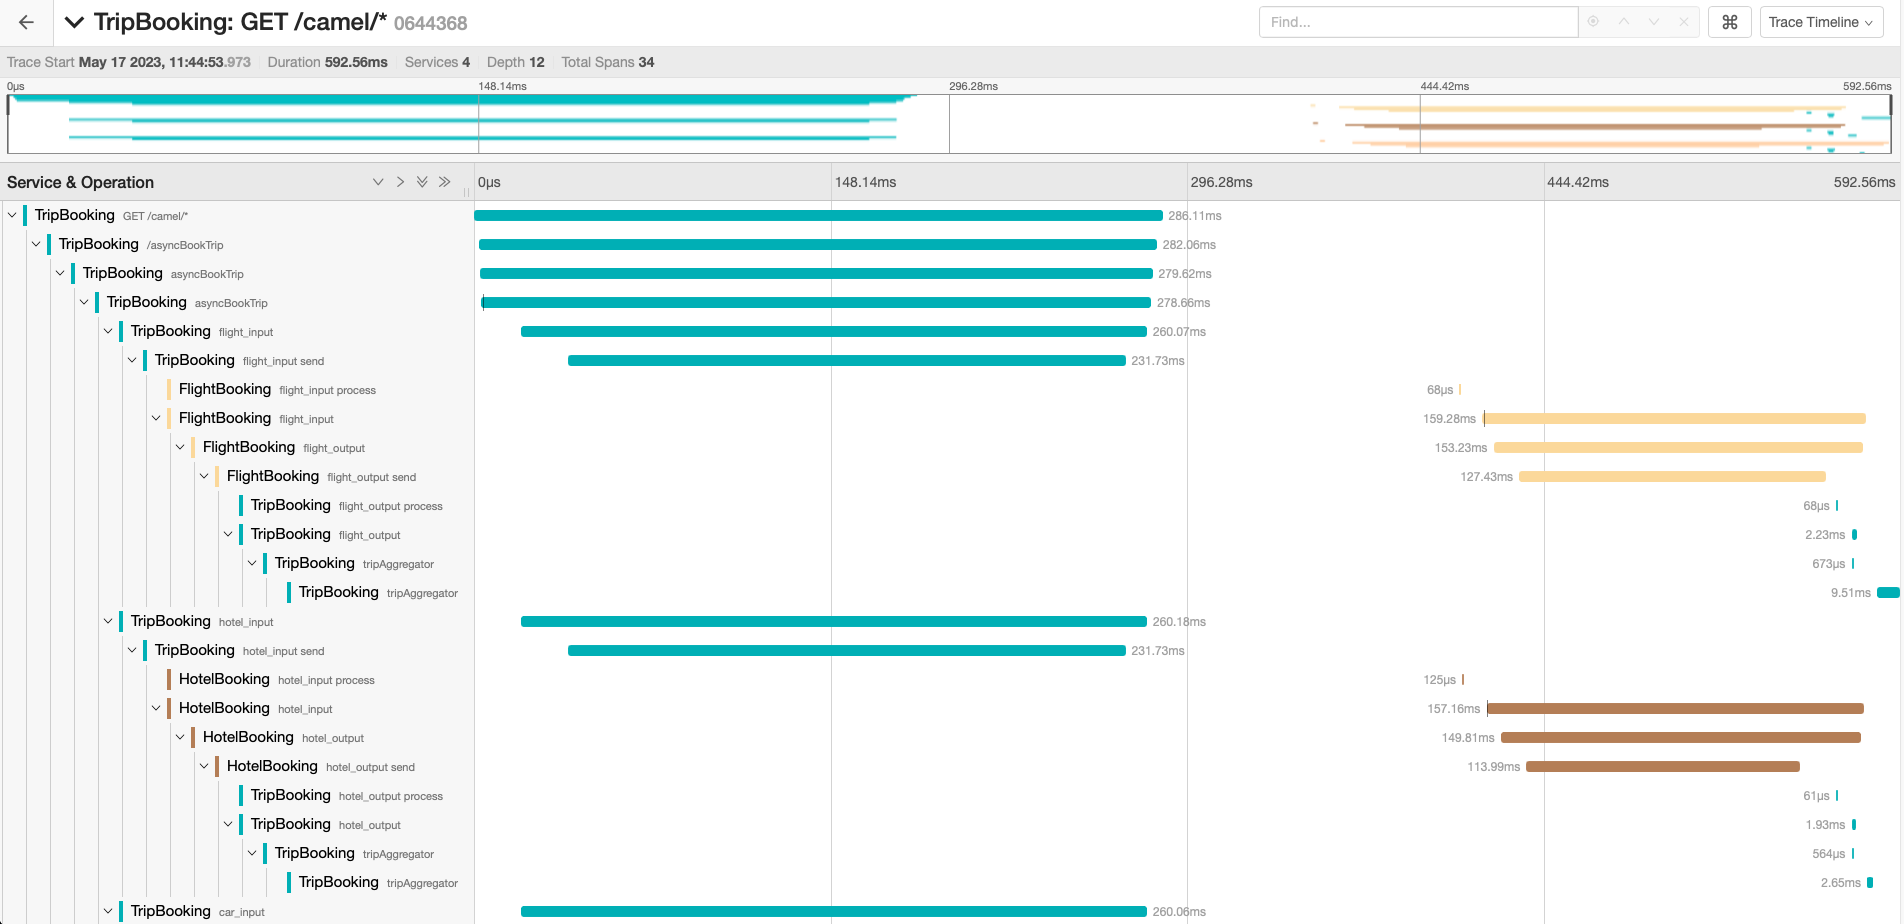 TripBooking: GET /camel/* 0644368
Find...
⌘
Trace Timeline
Trace Start May 17 2023, 11:44:53.973 Duration 592.56ms Services 4 Depth 12 Total Spans 34
0μs 148.14ms 296.28ms 444.42ms 592.56ms
Service & Operation 0μs 148.14ms 296.28ms 444.42ms 592.56ms
TripBooking GET /camel/* 286.11ms
TripBooking /asyncBookTrip 282.06ms
TripBooking asyncBookTrip 279.62ms
TripBooking asyncBookTrip 278.66ms
TripBooking flight_input 260.07ms
TripBooking flight_input send 231.73ms
FlightBooking flight_input process 68μs
FlightBooking flight_input 159.28ms
FlightBooking flight_output 153.23ms
FlightBooking flight_output send 127.43ms
TripBooking flight_output process 68μs
TripBooking flight_output 2.23ms
TripBooking tripAggregator 673μs
TripBooking tripAggregator 9.51ms
TripBooking hotel_input 260.18ms
TripBooking hotel_input send 231.73ms
HotelBooking hotel_input process 125μs
HotelBooking hotel_input 157.16ms
HotelBooking hotel_output 149.81ms
HotelBooking hotel_output send 113.99ms
TripBooking hotel_output process 61μs
TripBooking hotel_output 1.93ms
TripBooking tripAggregator 564μs
TripBooking tripAggregator 2.65ms
TripBooking car_input 260.06ms